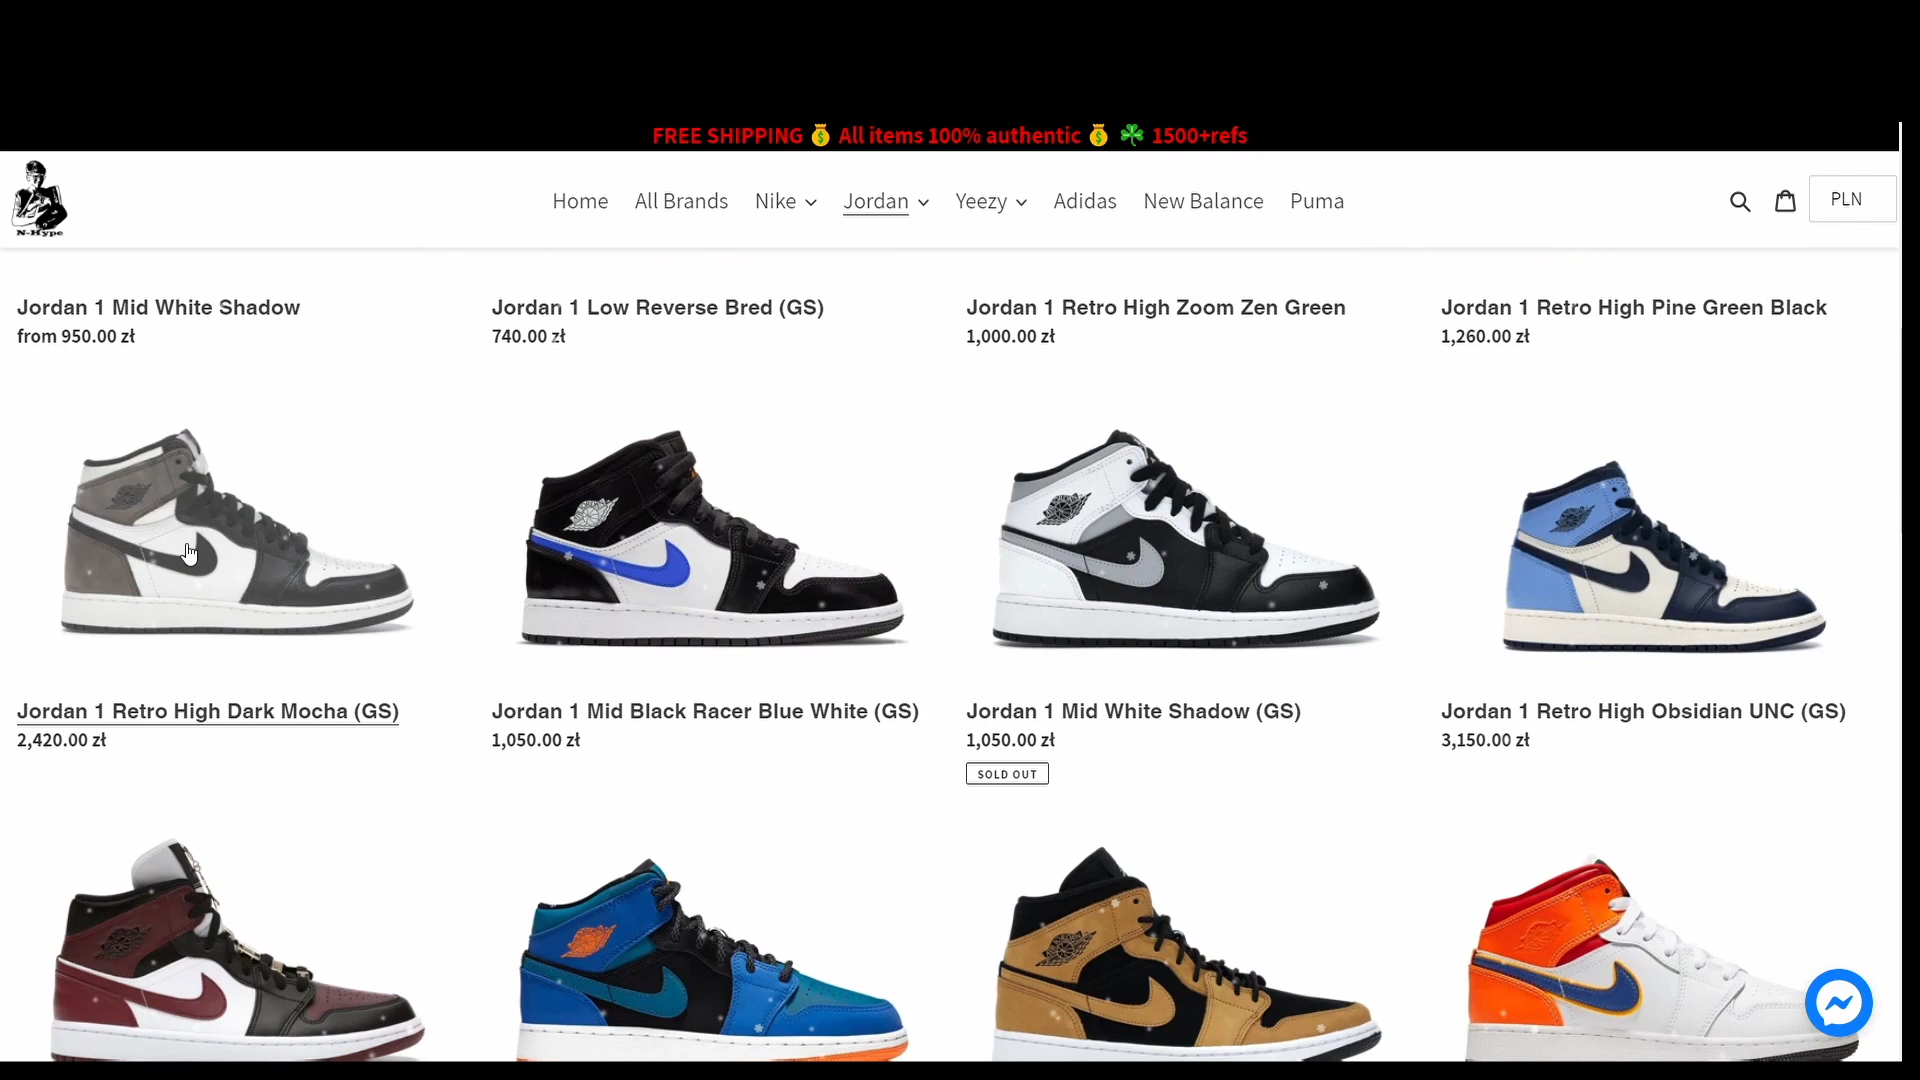 FREE SHIPPING 💰 All items 100% authentic 💰 ☘️ 1500+refs
N-Hype
Home All Brands Nike Jordan Yeezy Adidas New Balance Puma
PLN
Jordan 1 Mid White Shadow
from 950.00 zł
Jordan 1 Low Reverse Bred (GS)
740.00 zł
Jordan 1 Retro High Zoom Zen Green
1,000.00 zł
Jordan 1 Retro High Pine Green Black
1,260.00 zł
Jordan 1 Retro High Dark Mocha (GS)
2,420.00 zł
Jordan 1 Mid Black Racer Blue White (GS)
1,050.00 zł
Jordan 1 Mid White Shadow (GS)
1,050.00 zł
SOLD OUT
Jordan 1 Retro High Obsidian UNC (GS)
3,150.00 zł